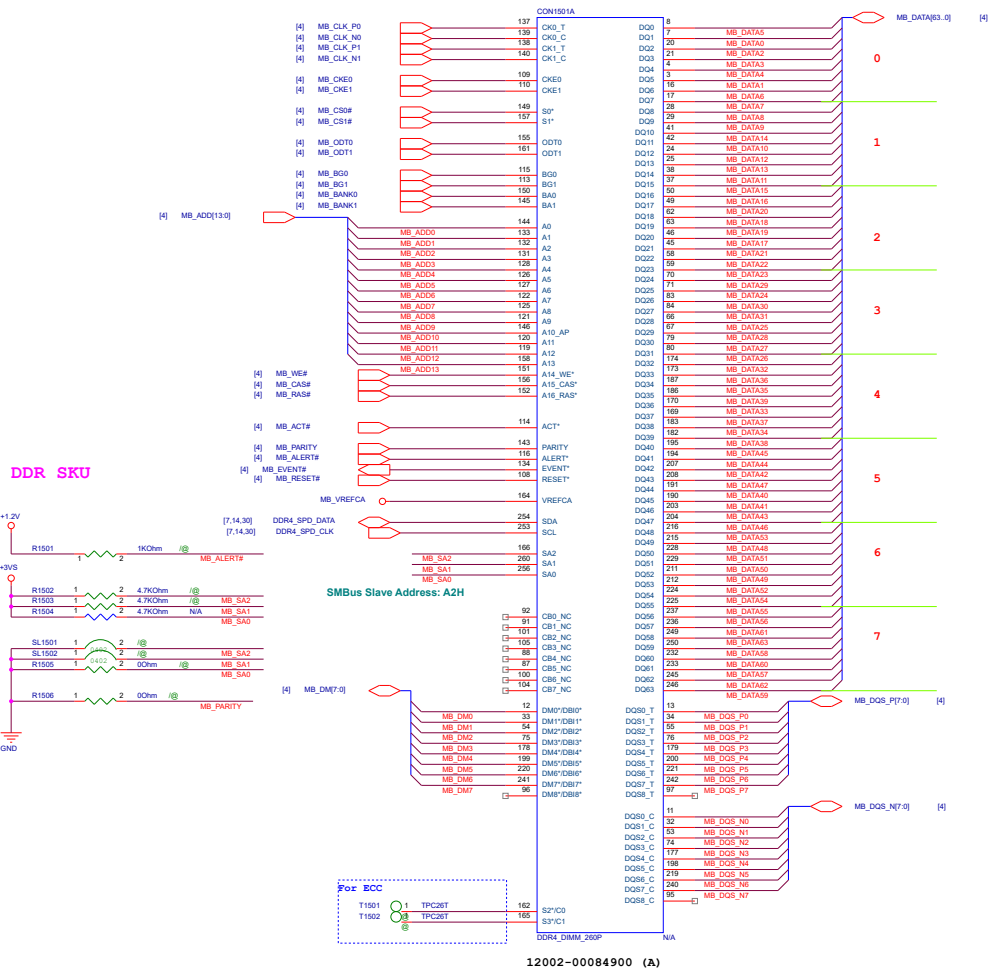 CON1501A
[4] MB_CLK_P0 137 CK0_T
[4] MB_CLK_N0 139 CK0_C
[4] MB_CLK_P1 138 CK1_T
[4] MB_CLK_N1 140 CK1_C
[4] MB_CKE0 109 CKE0
[4] MB_CKE1 110 CKE1
[4] MB_CS0# 149 S0*
[4] MB_CS1# 157 S1*
[4] MB_ODT0 155 ODT0
[4] MB_ODT1 161 ODT1
[4] MB_BG0 115 BG0
[4] MB_BG1 113 BG1
[4] MB_BANK0 150 BA0
[4] MB_BANK1 145 BA1
[4] MB_ADD[13:0]
144 A0
MB_ADD0 133 A1
MB_ADD1 132 A2
MB_ADD2 131 A3
MB_ADD3 128 A4
MB_ADD4 126 A5
MB_ADD5 127 A6
MB_ADD6 122 A7
MB_ADD7 125 A8
MB_ADD8 121 A9
MB_ADD9 146 A10_AP
MB_ADD10 120 A11
MB_ADD11 119 A12
MB_ADD12 158 A13
MB_ADD13
[4] MB_WE# 151 A14_WE*
[4] MB_CAS# 156 A15_CAS*
[4] MB_RAS# 152 A16_RAS*
[4] MB_ACT# 114 ACT*
[4] MB_PARITY 143 PARITY
[4] MB_ALERT# 116 ALERT*
[4] MB_EVENT# 134 EVENT*
[4] MB_RESET# 108 RESET*
MB_VREFCA 164 VREFCA
[7,14,30] DDR4_SPD_DATA 254 SDA
[7,14,30] DDR4_SPD_CLK 253 SCL
166 SA2
MB_SA2 260 SA1
MB_SA1 256 SA0
MB_SA0
SMBus Slave Address: A2H
92 CB0_NC
91 CB1_NC
101 CB2_NC
105 CB3_NC
88 CB4_NC
87 CB5_NC
100 CB6_NC
104 CB7_NC
[4] MB_DM[7:0]
12 DM0*/DBI0*
MB_DM0 33 DM1*/DBI1*
MB_DM1 54 DM2*/DBI2*
MB_DM2 75 DM3*/DBI3*
MB_DM3 178 DM4*/DBI4*
MB_DM4 199 DM5*/DBI5*
MB_DM5 220 DM6*/DBI6*
MB_DM6 241 DM7*/DBI7*
MB_DM7 96 DM8*/DBI8*
For ECC
T1501 1 TPC26T 162 S2*/C0
T1502 1 @ TPC26T 165 S3*/C1
@
DDR4_DIMM_260P N/A
12002-00084900 (A)
DDR SKU
+1.2V
R1501 1 2 1KOhm /@
MB_ALERT#
+3VS
R1502 1 2 4.7KOhm /@
R1503 1 2 4.7KOhm /@ MB_SA2
R1504 1 2 4.7KOhm N/A MB_SA1
MB_SA0
SL1501 1 2 /@
0402
SL1502 1 2 /@ MB_SA2
0402
R1505 1 2 0Ohm /@ MB_SA1
MB_SA0
R1506 1 2 0Ohm /@
MB_PARITY
GND
MB_DATA[63..0] [4]
DQ0 8
DQ1 7 MB_DATA5
DQ2 20 MB_DATA0
DQ3 21 MB_DATA2
DQ4 4 MB_DATA3
DQ5 3 MB_DATA4
DQ6 16 MB_DATA1
DQ7 17 MB_DATA6
DQ8 28 MB_DATA7
DQ9 29 MB_DATA8
DQ10 41 MB_DATA9
DQ11 42 MB_DATA14
DQ12 24 MB_DATA10
DQ13 25 MB_DATA12
DQ14 38 MB_DATA13
DQ15 37 MB_DATA11
DQ16 50 MB_DATA15
DQ17 49 MB_DATA16
DQ18 62 MB_DATA20
DQ19 63 MB_DATA18
DQ20 46 MB_DATA19
DQ21 45 MB_DATA17
DQ22 58 MB_DATA21
DQ23 59 MB_DATA22
DQ24 70 MB_DATA23
DQ25 71 MB_DATA29
DQ26 83 MB_DATA24
DQ27 84 MB_DATA30
DQ28 66 MB_DATA31
DQ29 67 MB_DATA25
DQ30 79 MB_DATA28
DQ31 80 MB_DATA27
DQ32 174 MB_DATA26
DQ33 173 MB_DATA32
DQ34 187 MB_DATA36
DQ35 186 MB_DATA35
DQ36 170 MB_DATA39
DQ37 169 MB_DATA33
DQ38 183 MB_DATA37
DQ39 182 MB_DATA34
DQ40 195 MB_DATA38
DQ41 194 MB_DATA45
DQ42 207 MB_DATA44
DQ43 208 MB_DATA42
DQ44 191 MB_DATA47
DQ45 190 MB_DATA40
DQ46 203 MB_DATA41
DQ47 204 MB_DATA43
DQ48 216 MB_DATA46
DQ49 215 MB_DATA53
DQ50 228 MB_DATA48
DQ51 229 MB_DATA51
DQ52 211 MB_DATA50
DQ53 212 MB_DATA49
DQ54 224 MB_DATA52
DQ55 225 MB_DATA54
DQ56 237 MB_DATA55
DQ57 236 MB_DATA56
DQ58 249 MB_DATA61
DQ59 250 MB_DATA63
DQ60 232 MB_DATA58
DQ61 233 MB_DATA60
DQ62 245 MB_DATA57
DQ63 246 MB_DATA62
MB_DATA59
0
1
2
3
4
5
6
7
MB_DQS_P[7:0] [4]
DQS0_T 13
DQS1_T 34 MB_DQS_P0
DQS2_T 55 MB_DQS_P1
DQS3_T 76 MB_DQS_P2
DQS4_T 179 MB_DQS_P3
DQS5_T 200 MB_DQS_P4
DQS6_T 221 MB_DQS_P5
DQS7_T 242 MB_DQS_P6
DQS8_T 97 MB_DQS_P7
MB_DQS_N[7:0] [4]
DQS0_C 11
DQS1_C 32 MB_DQS_N0
DQS2_C 53 MB_DQS_N1
DQS3_C 74 MB_DQS_N2
DQS4_C 177 MB_DQS_N3
DQS5_C 198 MB_DQS_N4
DQS6_C 219 MB_DQS_N5
DQS7_C 240 MB_DQS_N6
DQS8_C 95 MB_DQS_N7